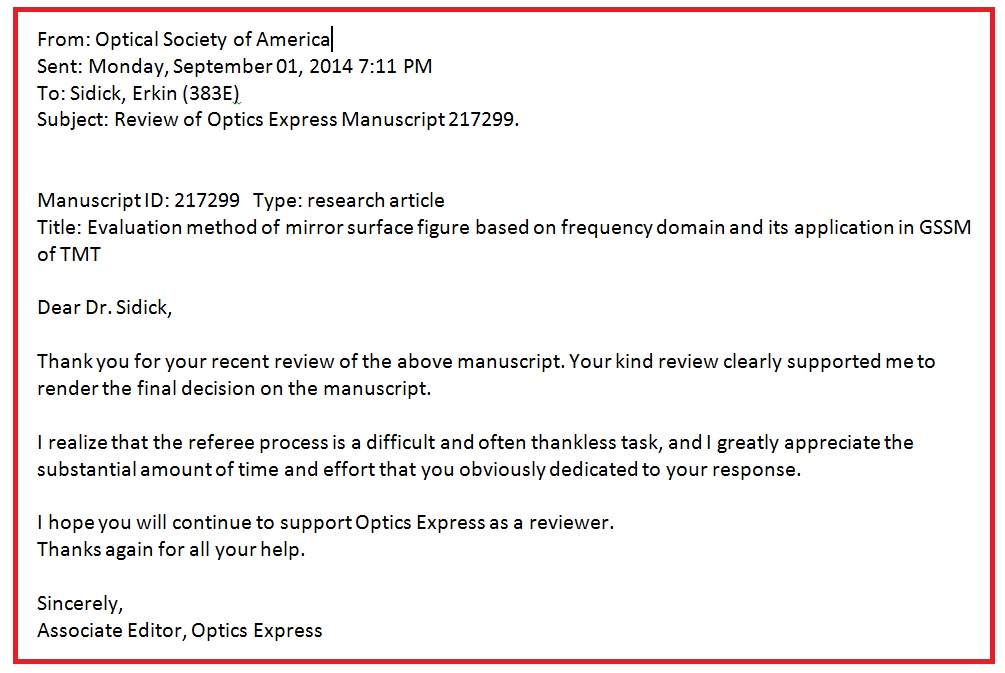 From: Optical Society of America
Sent: Monday, September 01, 2014 7:11 PM
To: Sidick, Erkin (383E)
Subject: Review of Optics Express Manuscript 217299.
Manuscript ID: 217299   Type: research article
Title: Evaluation method of mirror surface figure based on frequency domain and its application in GSSM
of TMT
Dear Dr. Sidick,
Thank you for your recent review of the above manuscript. Your kind review clearly supported me to
render the final decision on the manuscript.
I realize that the referee process is a difficult and often thankless task, and I greatly appreciate the
substantial amount of time and effort that you obviously dedicated to your response.
I hope you will continue to support Optics Express as a reviewer.
Thanks again for all your help.
Sincerely,
Associate Editor, Optics Express